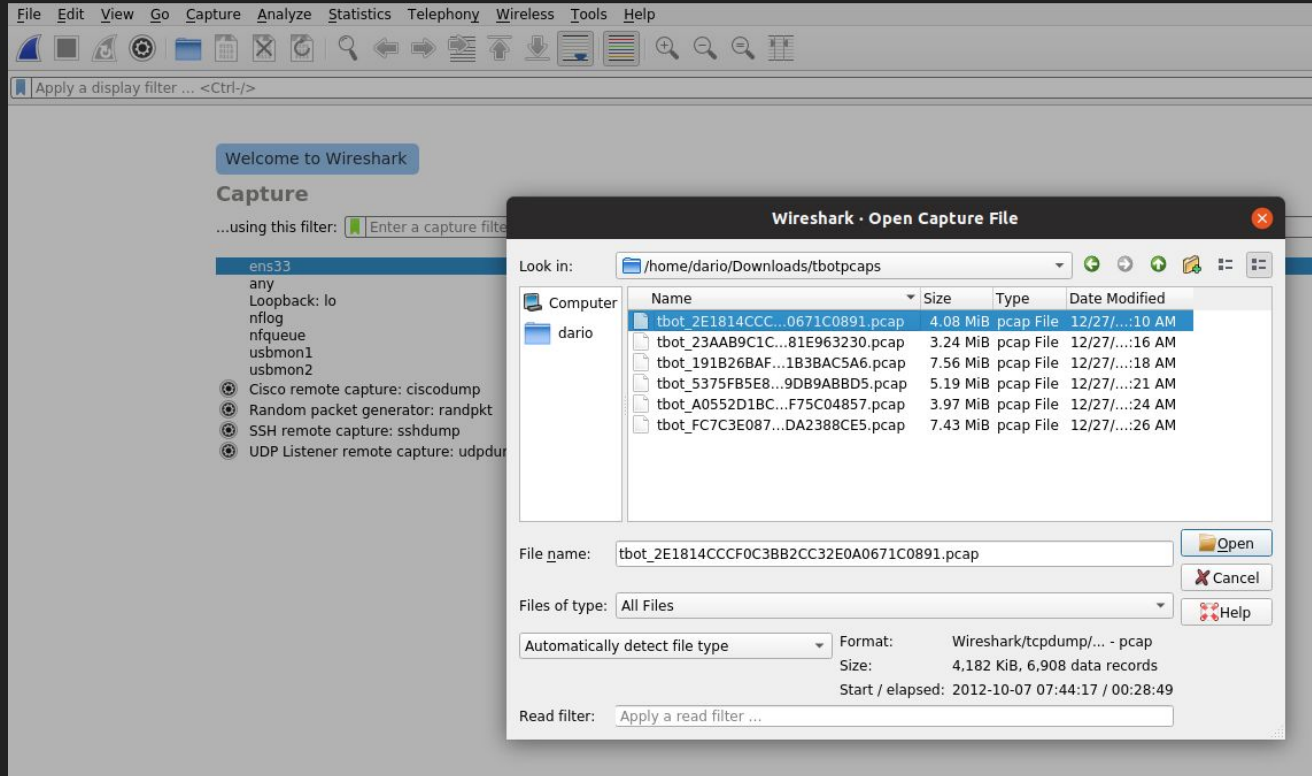 File Edit View Go Capture Analyze Statistics Telephony Wireless Tools Help
Apply a display filter ... <Ctrl-/>
Welcome to Wireshark
Capture
...using this filter: Enter a capture filte
ens33
any
Loopback: lo
nflog
nfqueue
usbmon1
usbmon2
Cisco remote capture: ciscodump
Random packet generator: randpkt
SSH remote capture: sshdump
UDP Listener remote capture: udpdur
Wireshark · Open Capture File
Look in: /home/dario/Downloads/tbotpcaps
Computer
dario
Name Size Type Date Modified
tbot_2E1814CCC...0671C0891.pcap 4.08 MiB pcap File 12/27/...:10 AM
tbot_23AAB9C1C...81E963230.pcap 3.24 MiB pcap File 12/27/...:16 AM
tbot_191B26BAF...1B3BAC5A6.pcap 7.56 MiB pcap File 12/27/...:18 AM
tbot_5375FB5E8...9DB9ABBD5.pcap 5.19 MiB pcap File 12/27/...:21 AM
tbot_A0552D1BC...F75C04857.pcap 3.97 MiB pcap File 12/27/...:24 AM
tbot_FC7C3E087...DA2388CE5.pcap 7.43 MiB pcap File 12/27/...:26 AM
File name: tbot_2E1814CCCF0C3BB2CC32E0A0671C0891.pcap
Open
Cancel
Files of type: All Files
Help
Automatically detect file type
Format: Wireshark/tcpdump/... - pcap
Size: 4,182 KiB, 6,908 data records
Start / elapsed: 2012-10-07 07:44:17 / 00:28:49
Read filter: Apply a read filter ...